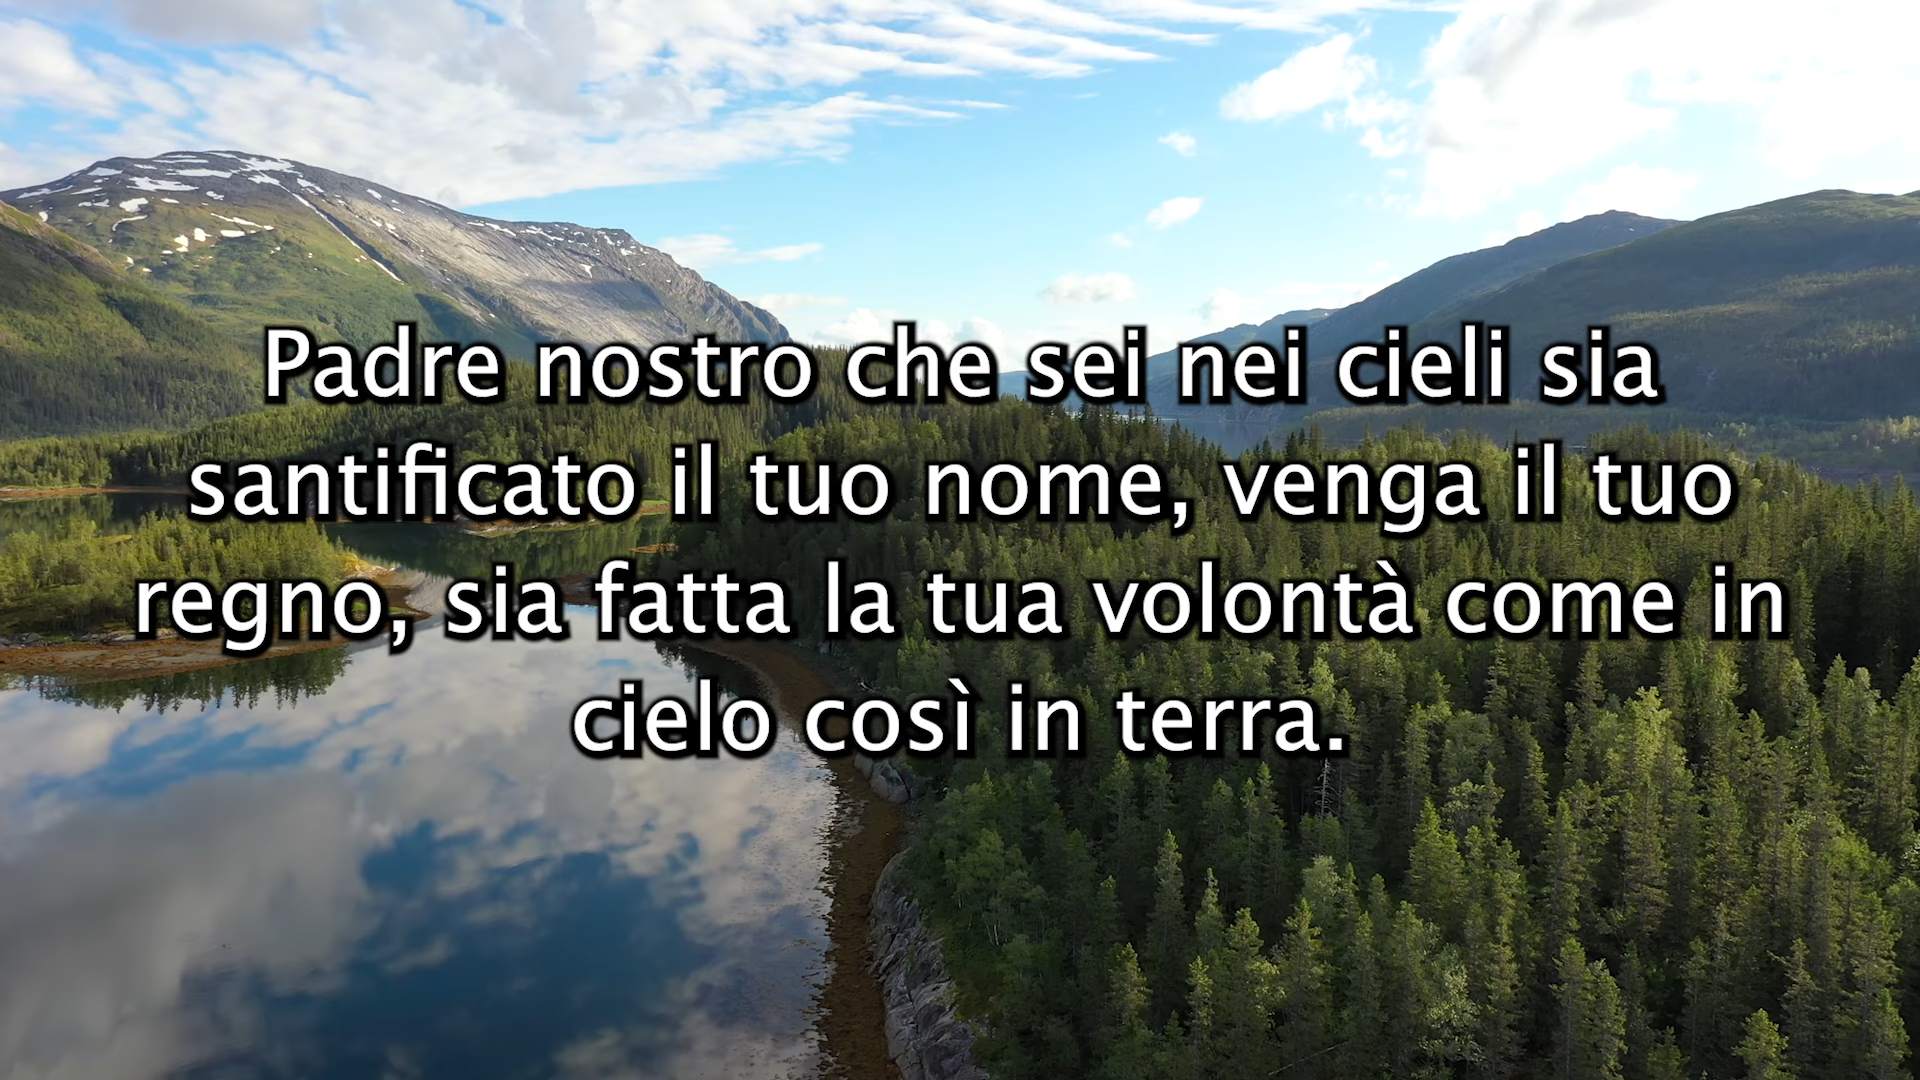 Padre nostro che sei nei cieli sia
santificato il tuo nome, venga il tuo
regno, sia fatta la tua volontà come in
cielo così in terra.